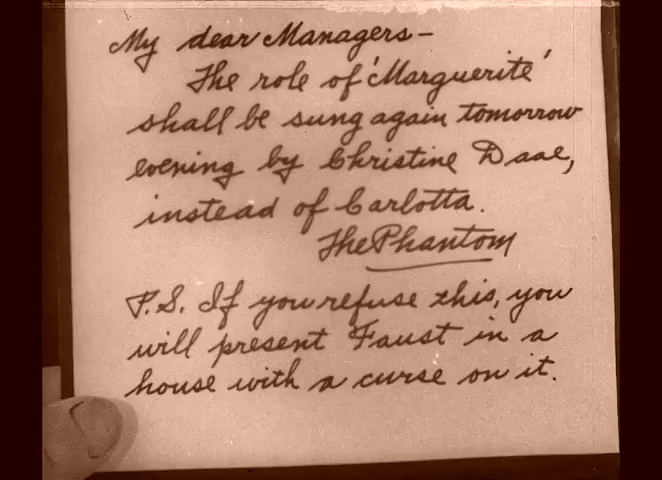 My dear Managers-
The role of 'Marguerite'
shall be sung again tomorrow
evening by Christine Daae,
instead of Carlotta.
The Phantom
P.S. If you refuse this, you
will present Faust in a
house with a curse on it.